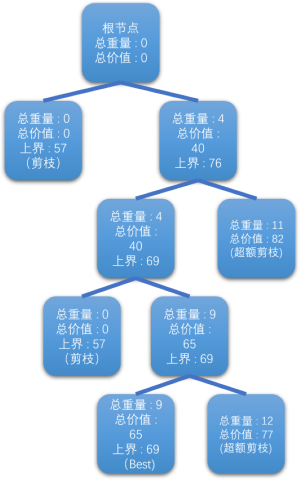 根节点
总重量 : 0
总价值 : 0
总重量 : 0
总价值 : 0
上界 : 57
（剪枝）
总重量 : 4
总价值 :
40
上界 : 76
总重量 : 4
总价值 :
40
上界 : 69
总重量 : 11
总价值 : 82
(超额剪枝)
总重量 : 0
总价值 : 0
上界 : 57
（剪枝）
总重量 : 9
总价值 :
65
上界 : 69
总重量 : 9
总价值 :
65
上界 : 69
（Best)
总重量 : 12
总价值 : 77
(超额剪枝)